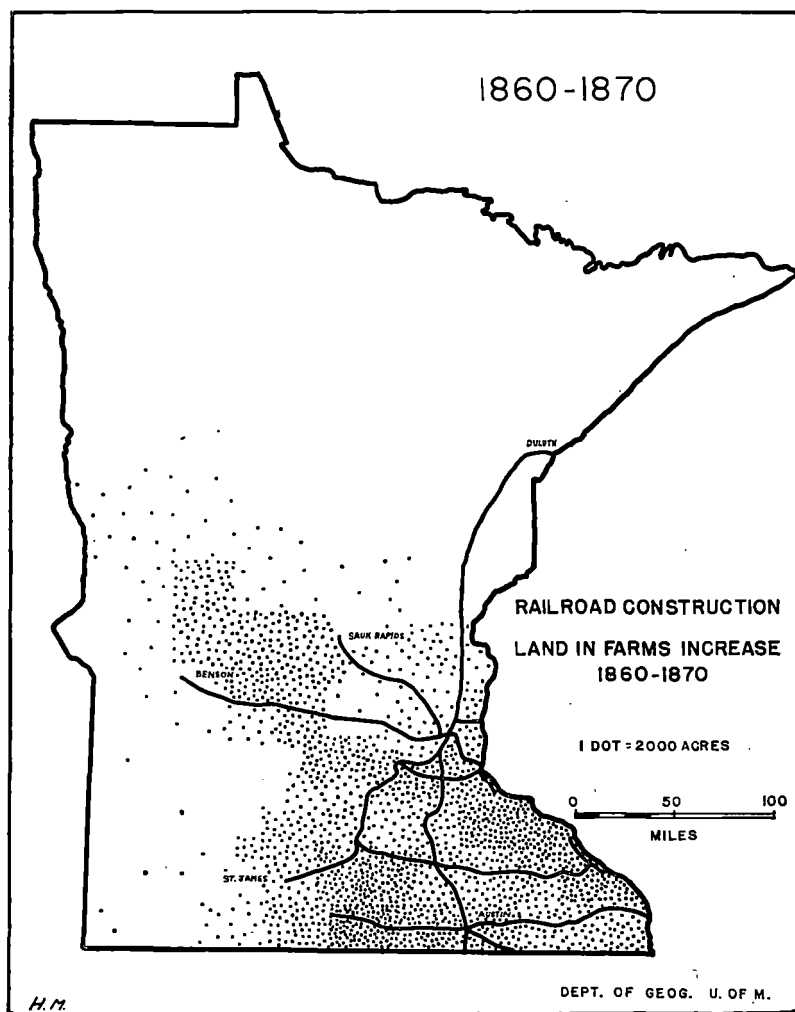 1860-1870
DULUTH
RAILROAD CONSTRUCTION
LAND IN FARMS INCREASE
1860-1870
SAUK RAPIDS
BENSON
1 DOT = 2000 ACRES
0 50 100
MILES
ST. JAMES
AUSTIN
DEPT. OF GEOG. U. OF M.
H.M.